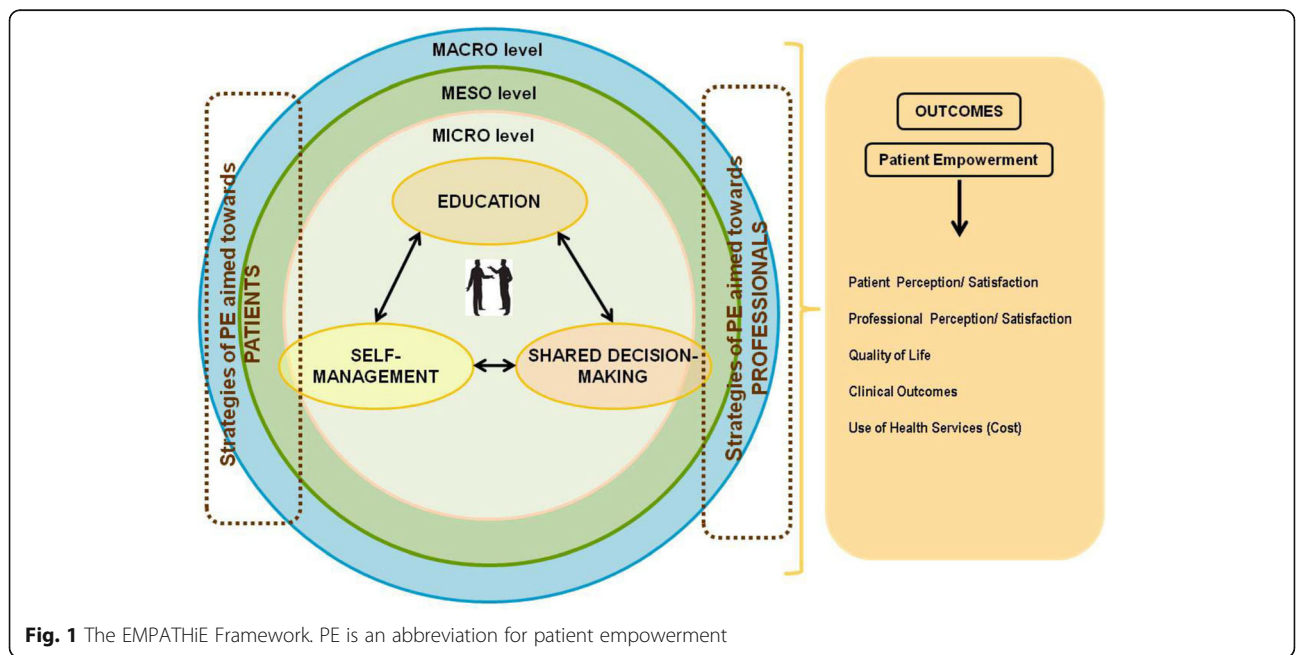 MACRO level
MESO level
MICRO level
EDUCATION
SELF-
MANAGEMENT
SHARED DECISION-
MAKING
Strategies of PE aimed towards
PATIENTS
Strategies of PE aimed towards
PROFESSIONALS
OUTCOMES
Patient Empowerment
Patient Perception/ Satisfaction
Professional Perception/ Satisfaction
Quality of Life
Clinical Outcomes
Use of Health Services (Cost)
Fig. 1 The EMPATHiE Framework. PE is an abbreviation for patient empowerment